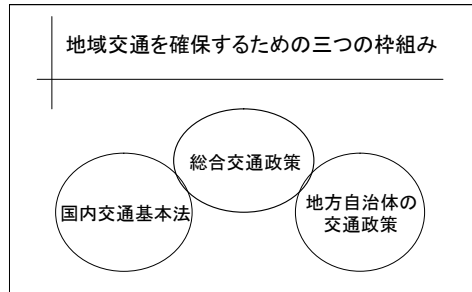 地域交通を確保するための三つの枠組み
総合交通政策
国内交通基本法
地方自治体の
交通政策